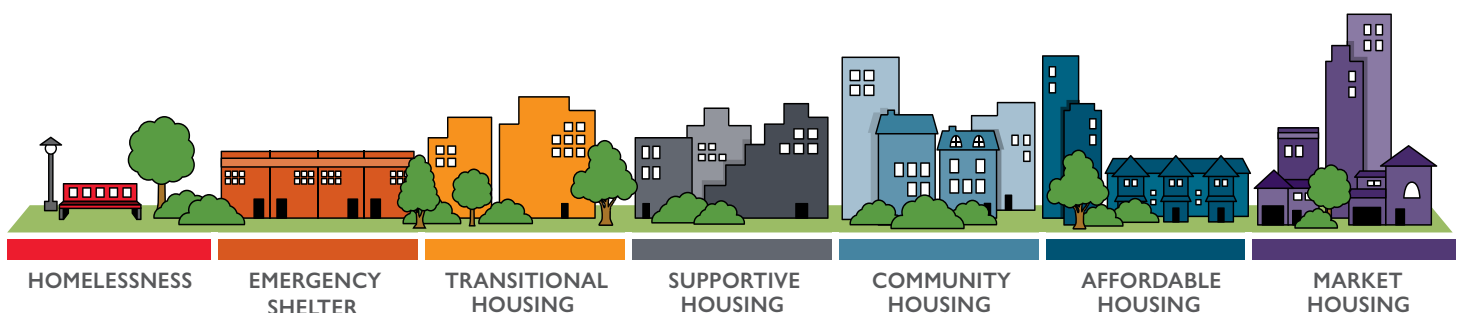 HOMELESSNESS
EMERGENCY
SHELTER
TRANSITIONAL
HOUSING
SUPPORTIVE
HOUSING
COMMUNITY
HOUSING
AFFORDABLE
HOUSING
MARKET
HOUSING